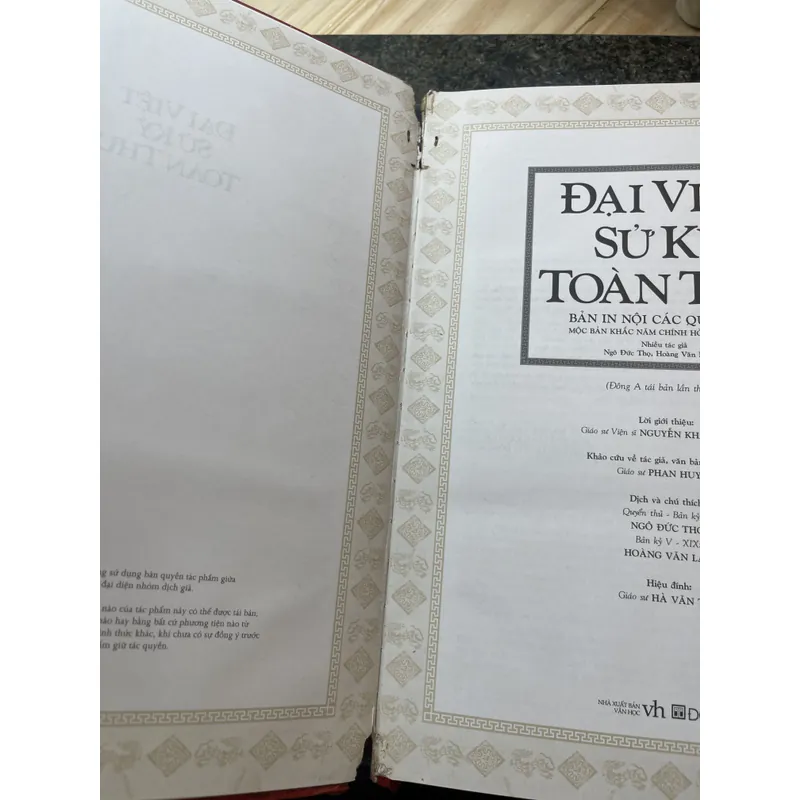 ĐẠI VIỆT
SỬ KÝ
TOÀN THƯ
ng sử dụng bản quyền tác phẩm giữa
đại diện nhóm dịch giả.
nào của tác phẩm này có thể được tái bản,
nào hay bằng bất cứ phương tiện nào từ
nh thức khác, khi chưa có sự đồng ý trước
ắm giữ tác quyền.
ĐẠI VI
SỬ K
TOÀN T
BẢN IN NỘI CÁC QU
MỘC BẢN KHẮC NĂM CHÍNH H
Nhiều tác giả
Ngô Đức Thọ, Hoàng Văn
(Đông A tái bản lần th
Lời giới thiệu:
Giáo sư Viện sĩ NGUYỄN KH
Khảo cứu về tác giả, văn bả
Giáo sư PHAN HUY
Dịch và chú thích
Quyển thủ - Bản kỷ
NGÔ ĐỨC THỌ
Bản kỷ V - XIX
HOÀNG VĂN LÂ
Hiệu đính:
Giáo sư HÀ VĂN T
NHÀ XUẤT BẢN
VĂN HỌC
vh